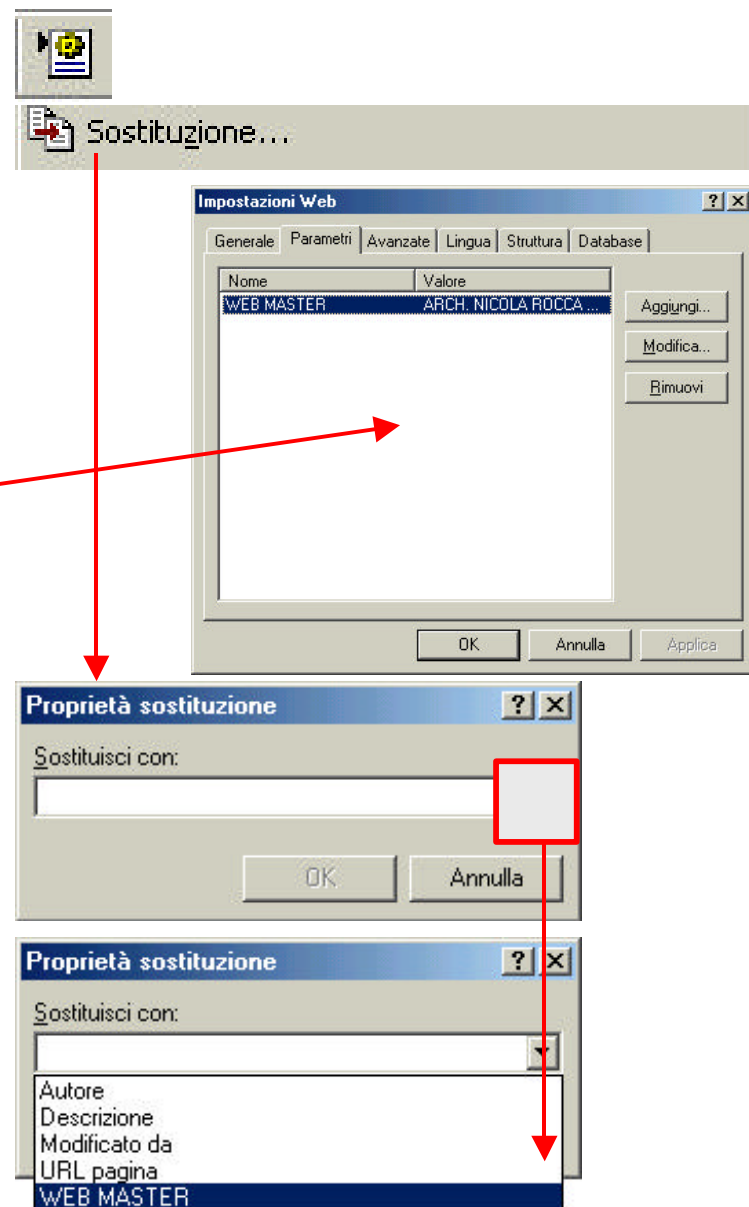 Sostituzione...
Impostazioni Web
Generale Parametri Avanzate Lingua Struttura Database
Nome Valore
WEB MASTER ARCH. NICOLA ROCCA ...
Aggiungi...
Modifica...
Rimuovi
OK Annulla Applica
Proprietà sostituzione
Sostituisci con:
OK Annulla
Proprietà sostituzione
Sostituisci con:
Autore
Descrizione
Modificato da
URL pagina
WEB MASTER